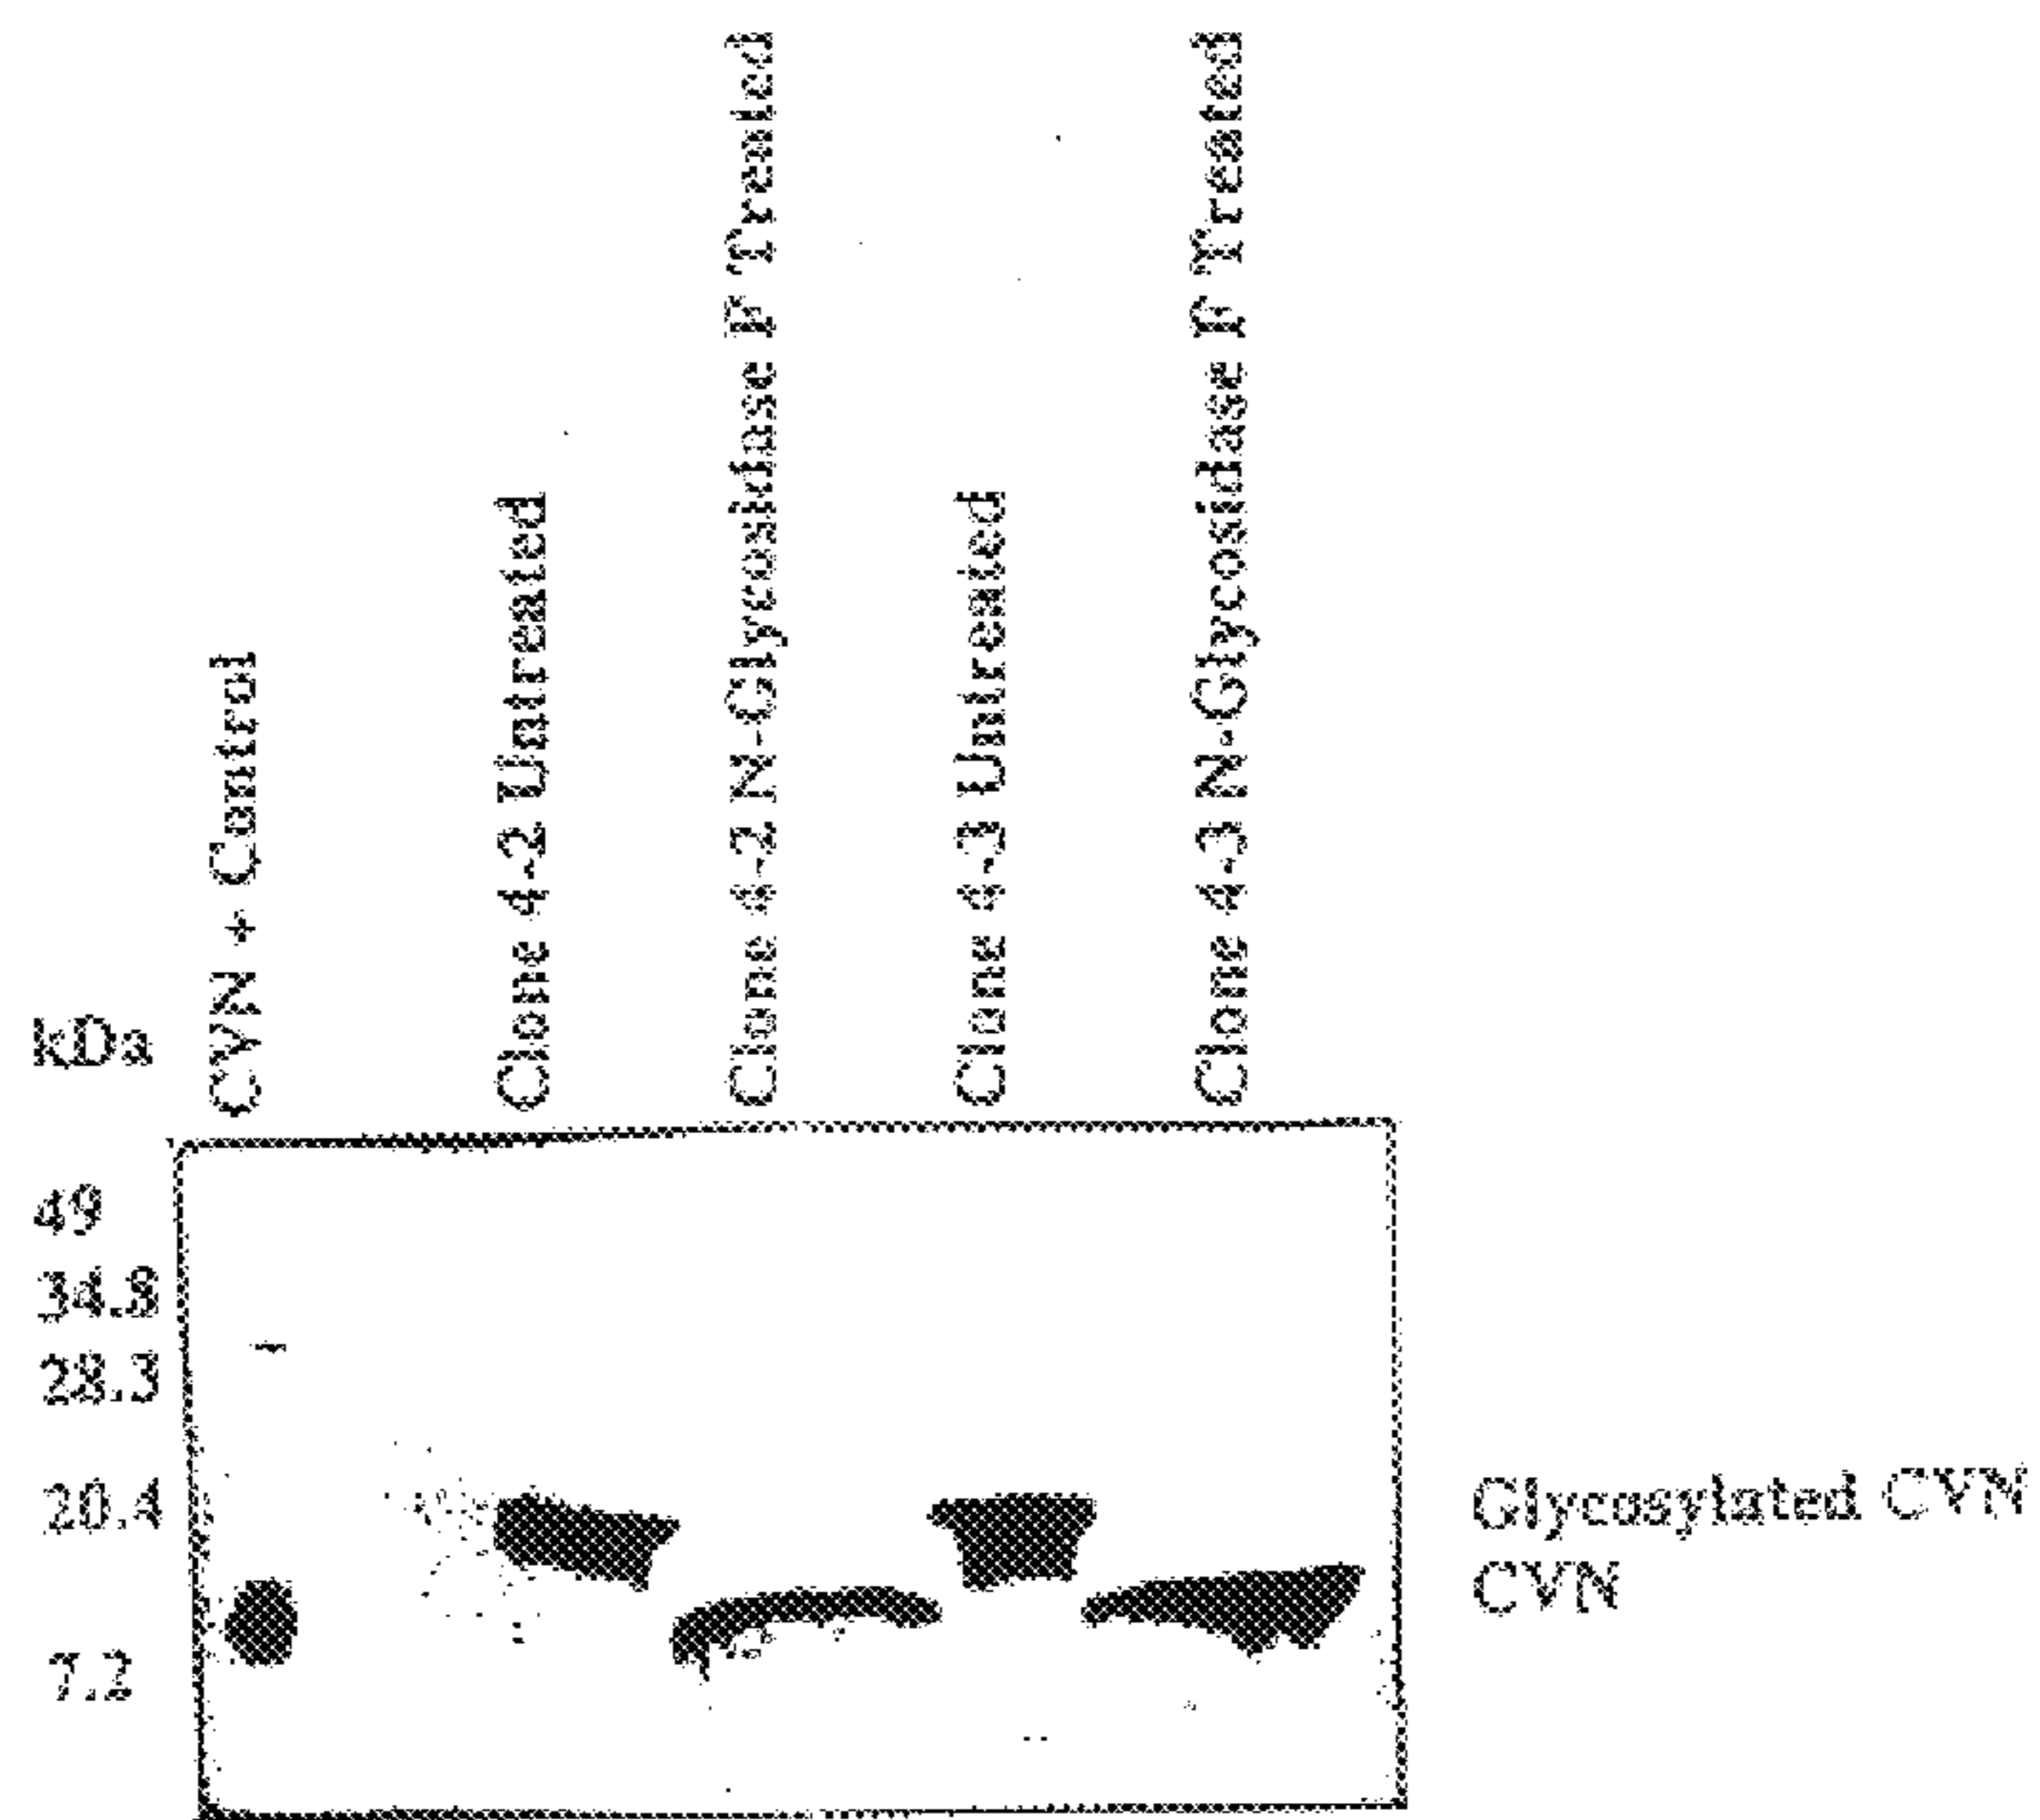 CVN + Control
Clone 4-2 Untreated
Clone 4-2 N-Glycosidase F Treated
Clone 4-3 Untreated
Clone 4-3 N-Glycosidase F Treated
kDa
49
34.8
28.3
20.4
7.2
Glycosylated CVN
CVN